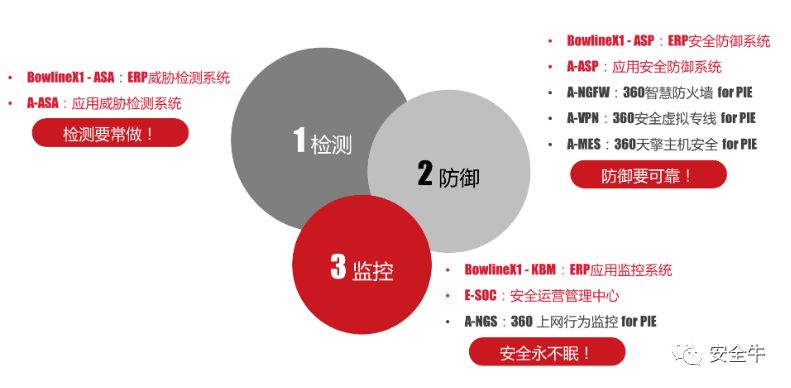 • BowlineX1 - ASA：ERP威胁检测系统
• A-ASA：应用威胁检测系统
检测要常做！
1 检测
• BowlineX1 - ASP：ERP安全防御系统
• A-ASP：应用安全防御系统
• A-NGFW：360智慧防火墙 for PIE
• A-VPN：360安全虚拟专线 for PIE
• A-MES：360天擎主机安全 for PIE
防御要可靠！
2 防御
3 监控
• BowlineX1 - KBM：ERP应用监控系统
• E-SOC：安全运营管理中心
• A-NGS：360 上网行为监控 for PIE
安全永不眠！
安全牛